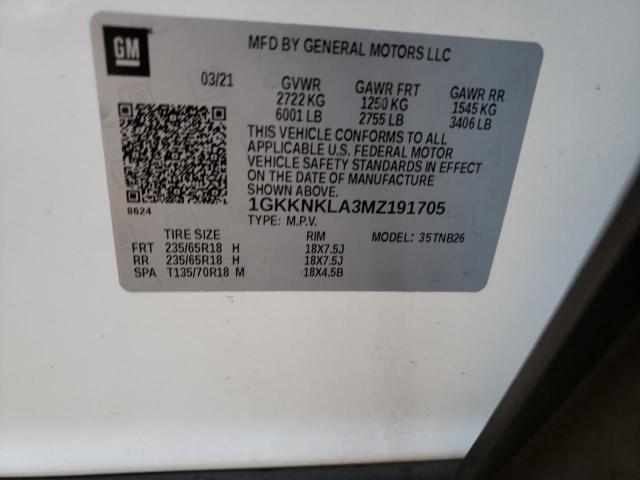 GM
MFD BY GENERAL MOTORS LLC
03/21 GVWR GAWR FRT GAWR RR
2722 KG 1250 KG 1545 KG
6001 LB 2755 LB 3406 LB
THIS VEHICLE CONFORMS TO ALL
APPLICABLE U.S. FEDERAL MOTOR
VEHICLE SAFETY STANDARDS IN EFFECT
ON THE DATE OF MANUFACTURE
SHOWN ABOVE.
8624
1GKKNKLA3MZ191705
TYPE: M.P.V.
TIRE SIZE RIM MODEL: 35TNB26
FRT 235/65R18 H 18X7.5J
RR 235/65R18 H 18X7.5J
SPA T135/70R18 M 18X4.5B